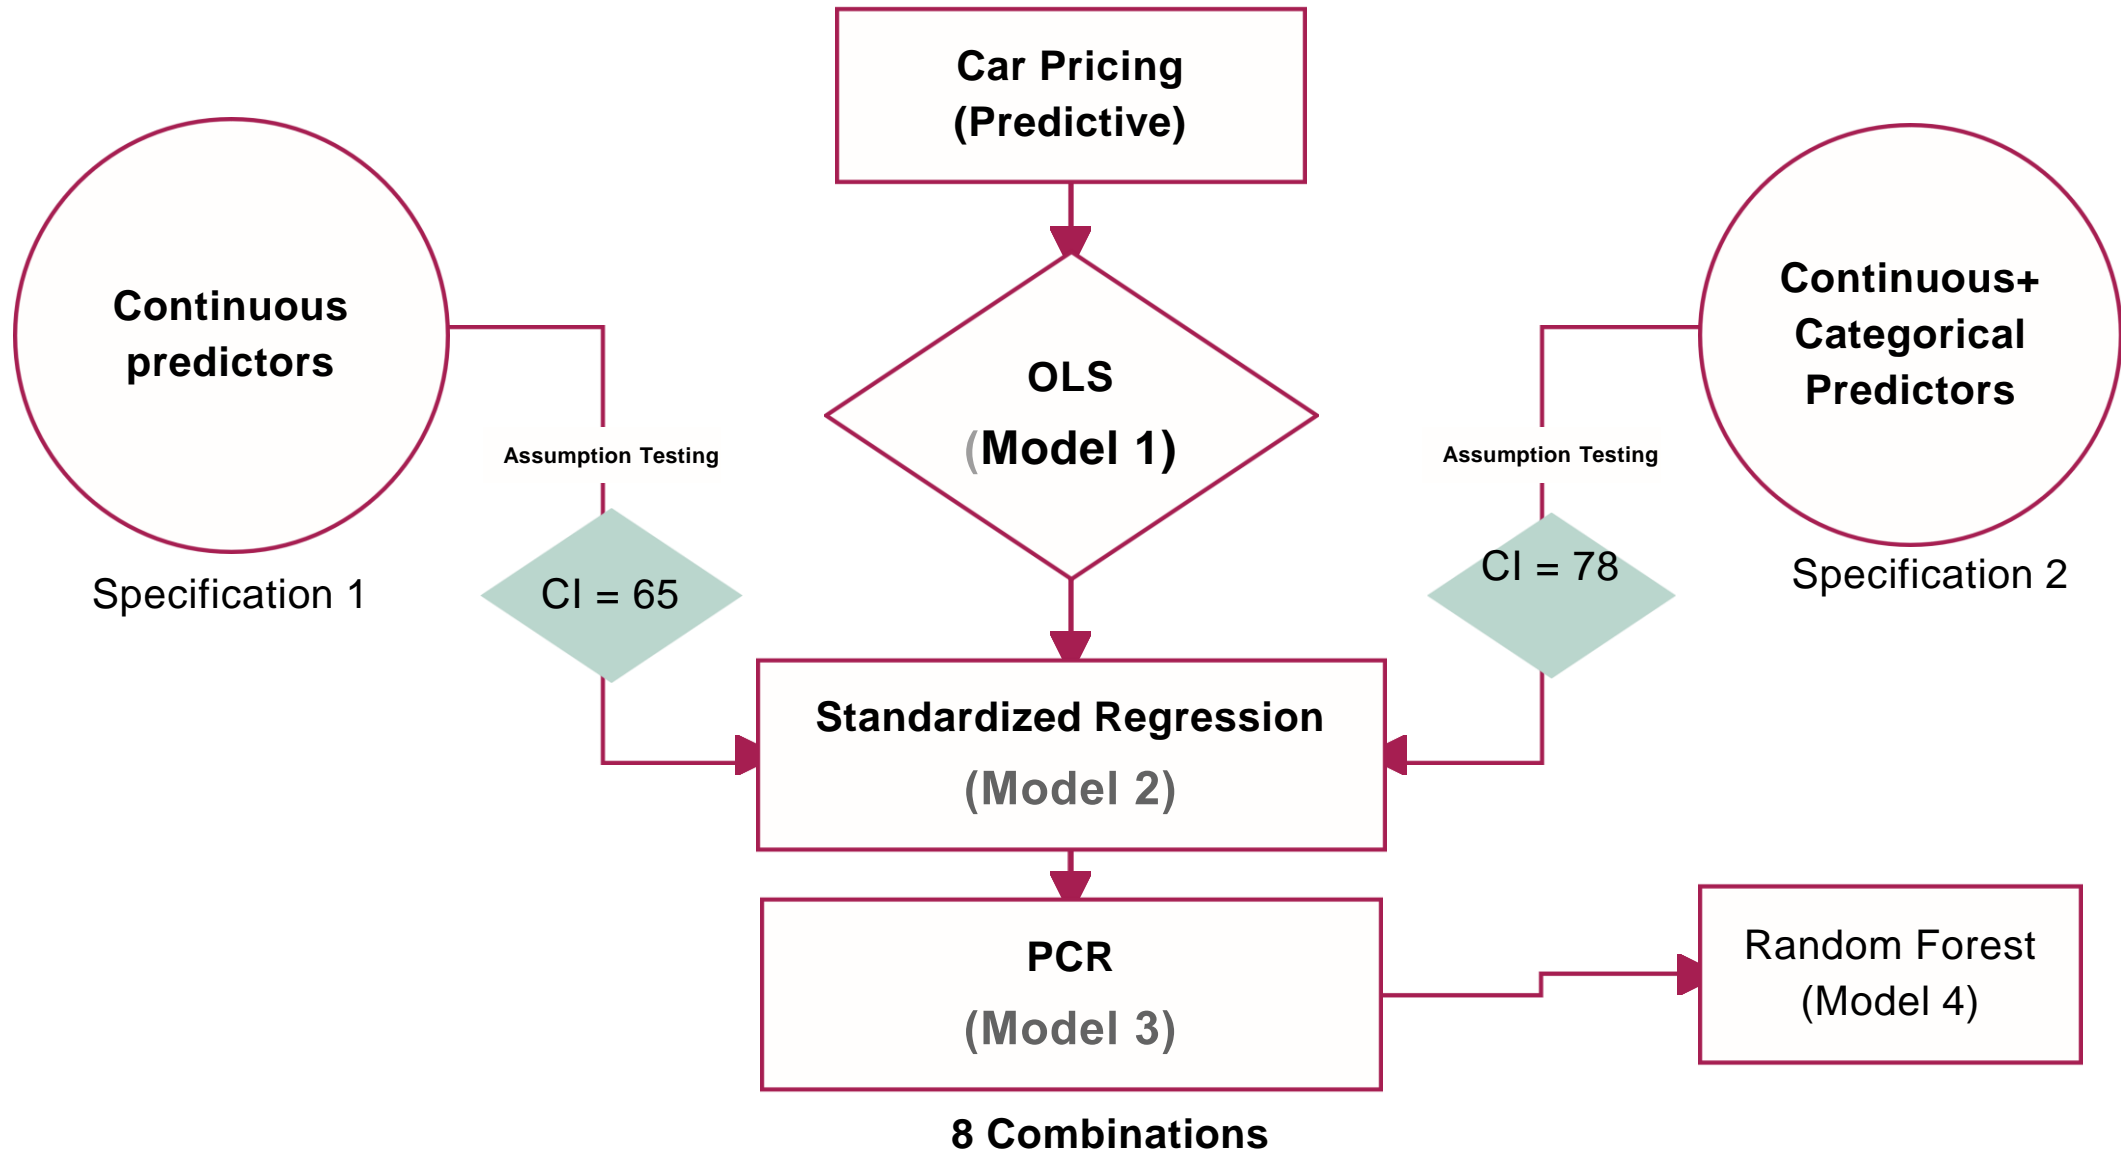 Car Pricing
(Predictive)
Continuous
predictors
Specification 1
OLS
(Model 1)
Continuous+
Categorical
Predictors
Specification 2
Assumption Testing
CI = 65
Assumption Testing
CI = 78
Standardized Regression
(Model 2)
PCR
(Model 3)
Random Forest
(Model 4)
8 Combinations